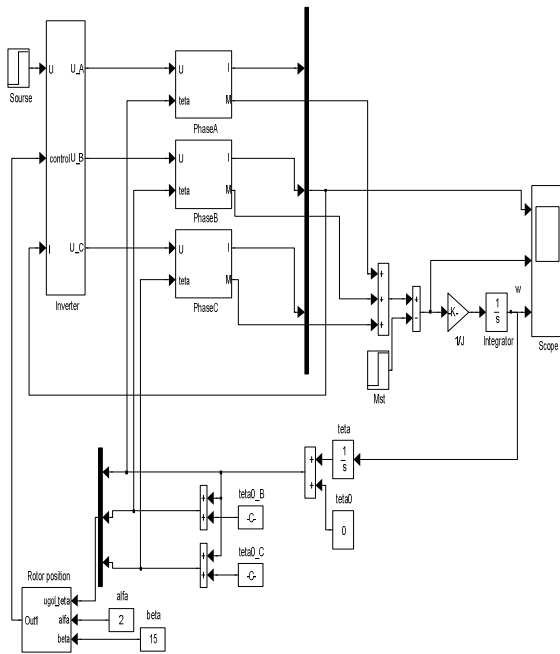 Sourse
U
U_A
control
U_B
I
U_C
Inverter
U
I
teta
M
PhaseA
U
I
teta
M
PhaseB
U
I
teta
M
PhaseC
+
+
+
+
-
Mst
-K-
1/J
1
s
Integrator
w
Scope
teta
1
s
+
+
teta0
0
teta0_B
+
+
-C-
teta0_C
+
+
-C-
Rotor position
ugol_teta
Out1
alfa
beta
alfa
2
beta
15